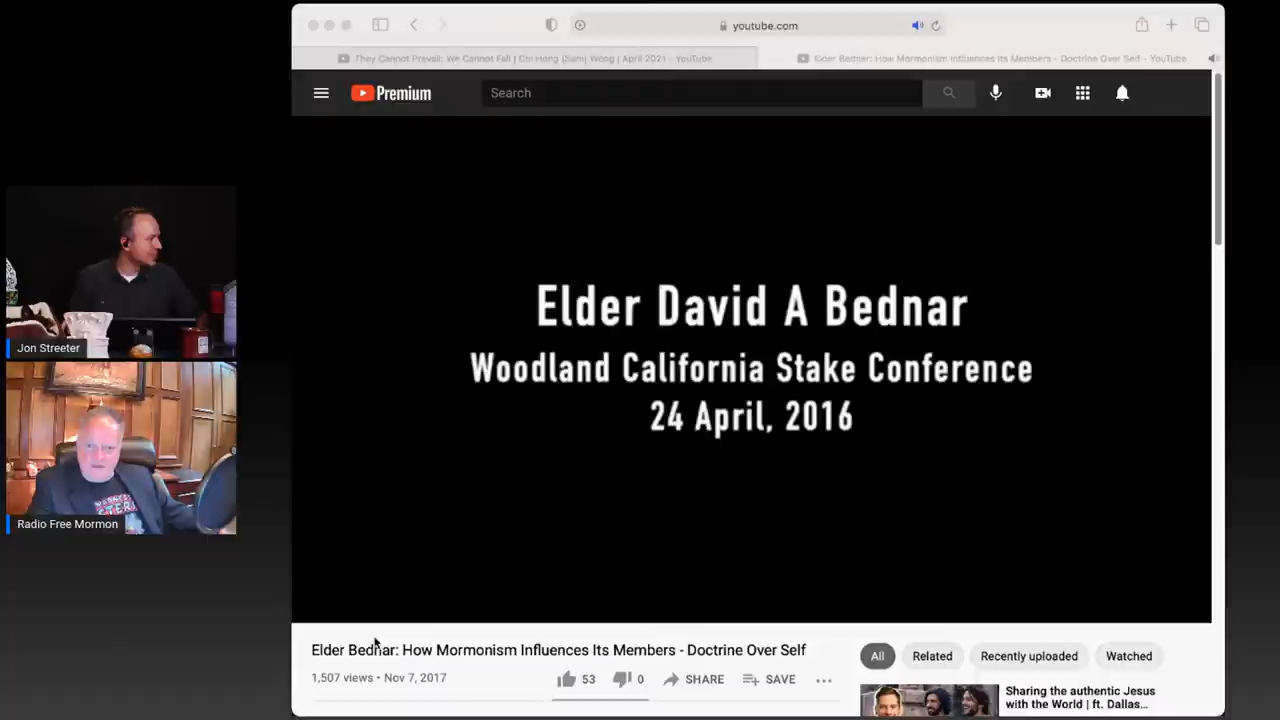 youtube.com
They Cannot Prevail; We Cannot Fall | Chi Hong (Sam) Wong | April 2021 - YouTube
Elder Bednar: How Mormonism Influences Its Members - Doctrine Over Self - YouTube
Premium
Search
Elder David A Bednar
Woodland California Stake Conference
24 April, 2016
Jon Streeter
Radio Free Mormon
Elder Bednar: How Mormonism Influences Its Members - Doctrine Over Self
1,507 views • Nov 7, 2017
53
0
SHARE
SAVE
All
Related
Recently uploaded
Watched
Sharing the authentic Jesus
with the World | ft. Dallas...